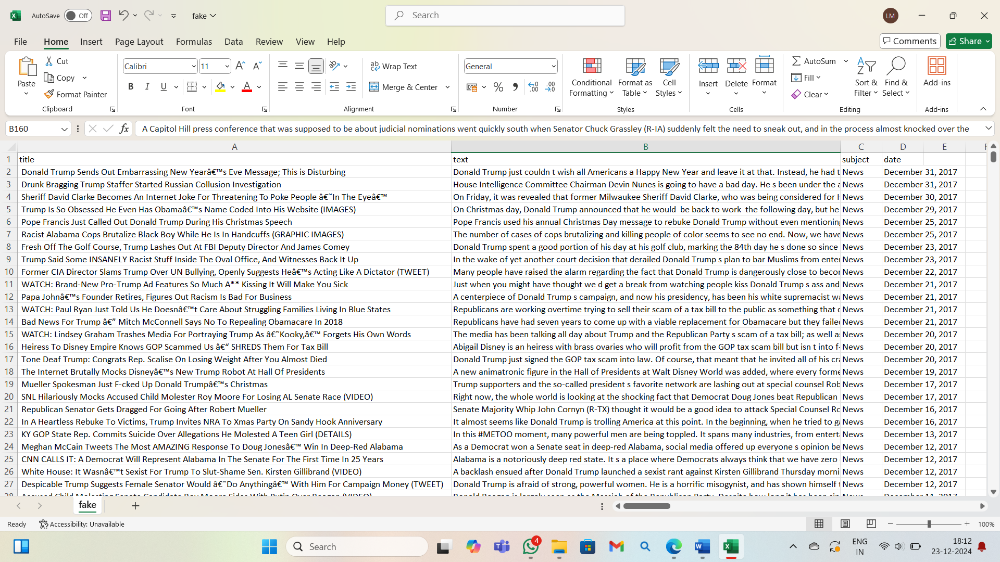 AutoSave Off fake Search LM
File Home Insert Page Layout Formulas Data Review View Help Comments Share
Paste Cut Copy Format Painter Clipboard
Calibri 11 B I U A Font
ab Wrap Text Merge & Center Alignment
General % Number
Conditional Formatting Format as Table Cell Styles Styles
Insert Delete Format Cells
AutoSum Fill Clear Sort & Filter Find & Select Editing
Add-ins Add-ins
B160 fx A Capitol Hill press conference that was supposed to be about judicial nominations went quickly south when Senator Chuck Grassley (R-IA) suddenly felt the need to sneak out, and in the process almost knocked over the
A B C D E
1 title text subject date
2 Donald Trump Sends Out Embarrassing New Yearâ€™s Eve Message; This is Disturbing Donald Trump just couldn t wish all Americans a Happy New Year and leave it at that. Instead, he had News December 31, 2017
3 Drunk Bragging Trump Staffer Started Russian Collusion Investigation House Intelligence Committee Chairman Devin Nunes is going to have a bad day. He s been under the News December 31, 2017
4 Sheriff David Clarke Becomes An Internet Joke For Threatening To Poke People â€˜In The Eyeâ€™ On Friday, it was revealed that former Milwaukee Sheriff David Clarke, who was being considered for News December 30, 2017
5 Trump Is So Obsessed He Even Has Obamaâ€™s Name Coded Into His Website (IMAGES) On Christmas day, Donald Trump announced that he would be back to work the following day, but he News December 29, 2017
6 Pope Francis Just Called Out Donald Trump During His Christmas Speech Pope Francis used his annual Christmas Day message to rebuke Donald Trump without even mentioning News December 25, 2017
7 Racist Alabama Cops Brutalize Black Boy While He Is In Handcuffs (GRAPHIC IMAGES) The number of cases of cops brutalizing and killing people of color seems to see no end. Now, we have News December 25, 2017
8 Fresh Off The Golf Course, Trump Lashes Out At FBI Deputy Director And James Comey Donald Trump spent a good portion of his day at his golf club, marking the 84th day he s done so since News December 23, 2017
9 Trump Said Some INSANELY Racist Stuff Inside The Oval Office, And Witnesses Back It Up In the wake of yet another court decision that derailed Donald Trump s plan to bar Muslims from News December 23, 2017
10 Former CIA Director Slams Trump Over UN Bullying, Openly Suggests Heâ€™s Acting Like A Dictator (TWEET) Many people have raised the alarm regarding the fact that Donald Trump is dangerously close to News December 22, 2017
11 WATCH: Brand-New Pro-Trump Ad Features So Much A** Kissing It Will Make You Sick Just when you might have thought we d get a break from watching people kiss Donald Trump s ass and News December 21, 2017
12 Papa Johnâ€™s Founder Retires, Figures Out Racism Is Bad For Business A centerpiece of Donald Trump s campaign, and now his presidency, has been his white supremacist News December 21, 2017
13 WATCH: Paul Ryan Just Told Us He Doesnâ€™t Care About Struggling Families Living In Blue States Republicans are working overtime trying to sell their scam of a tax bill to the public as something that News December 21, 2017
14 Bad News For Trump â€” Mitch McConnell Says No To Repealing Obamacare In 2018 Republicans have had seven years to come up with a viable replacement for Obamacare but they failed News December 21, 2017
15 WATCH: Lindsey Graham Trashes Media For Portraying Trump As â€˜Kooky,â€™ Forgets His Own Words The media has been talking all day about Trump and the Republican Party s scam of a tax bill; as well as News December 20, 2017
16 Heiress To Disney Empire Knows GOP Scammed Us â€“ SHREDS Them For Tax Bill Abigail Disney is an heiress with brass ovaries who will profit from the GOP tax scam bill but isn t into News December 20, 2017
17 Tone Deaf Trump: Congrats Rep. Scalise On Losing Weight After You Almost Died Donald Trump just signed the GOP tax scam into law. Of course, that meant that he invited all of his News December 20, 2017
18 The Internet Brutally Mocks Disneyâ€™s New Trump Robot At Hall Of Presidents A new animatronic figure in the Hall of Presidents at Walt Disney World was added, where every News December 19, 2017
19 Mueller Spokesman Just F-cked Up Donald Trumpâ€™s Christmas Trump supporters and the so-called president s favorite network are lashing out at special counsel News December 17, 2017
20 SNL Hilariously Mocks Accused Child Molester Roy Moore For Losing AL Senate Race (VIDEO) Right now, the whole world is looking at the shocking fact that Democrat Doug Jones beat Republican News December 17, 2017
21 Republican Senator Gets Dragged For Going After Robert Mueller Senate Majority Whip John Cornyn (R-TX) thought it would be a good idea to attack Special Counsel News December 16, 2017
22 In A Heartless Rebuke To Victims, Trump Invites NRA To Xmas Party On Sandy Hook Anniversary It almost seems like Donald Trump is trolling America at this point. In the beginning, when he tried to News December 16, 2017
23 KY GOP State Rep. Commits Suicide Over Allegations He Molested A Teen Girl (DETAILS) In this #METOO moment, many powerful men are being toppled. It spans many industries, from News December 13, 2017
24 Meghan McCain Tweets The Most AMAZING Response To Doug Jonesâ€™ Win In Deep-Red Alabama As a Democrat won a Senate seat in deep-red Alabama, social media offered up everyone s opinion News December 12, 2017
25 CNN CALLS IT: A Democrat Will Represent Alabama In The Senate For The First Time In 25 Years Alabama is a notoriously deep red state. It s a place where Democrats always think that we have zero News December 12, 2017
26 White House: It Wasnâ€™t Sexist For Trump To Slut-Shame Sen. Kirsten Gillibrand (VIDEO) A backlash ensued after Donald Trump launched a sexist rant against Kirsten Gillibrand Thursday News December 12, 2017
27 Despicable Trump Suggests Female Senator Would â€˜Do Anythingâ€™ With Him For Campaign Money (TWEET) Donald Trump is afraid of strong, powerful women. He is a horrific misogynist, and has shown himself News December 12, 2017
fake
Ready Accessibility: Unavailable 100%
Search 4 ENG IN 18:12 23-12-2024